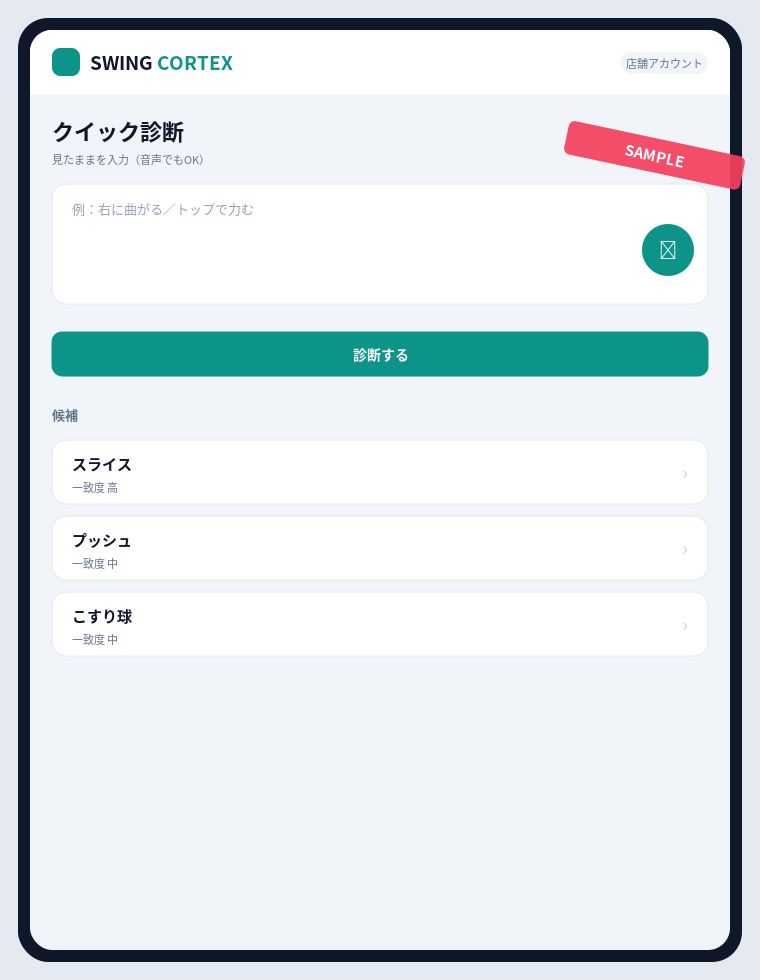 SWING CORTEX
店舗アカウント
クイック診断
見たままを入力（音声でもOK）
SAMPLE
例：右に曲がる／トップで力む
診断する
候補
スライス
一致度 高
›
プッシュ
一致度 中
›
こすり球
一致度 中
›